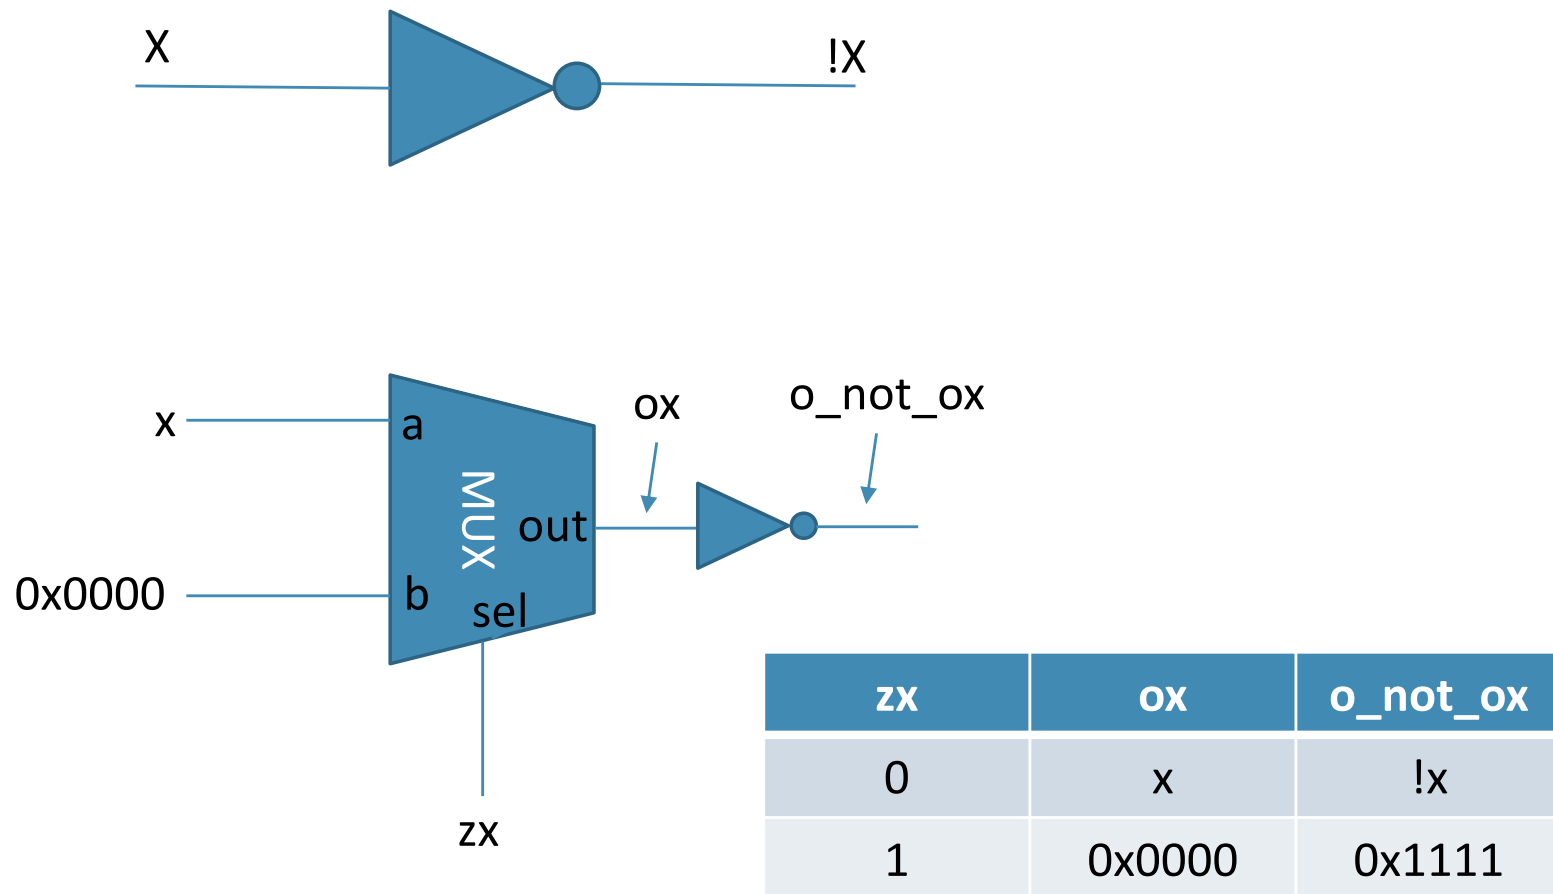 X
!X
x
a
MUX
ox
o_not_ox
out
0x0000
b
sel
zx
zx ox o_not_ox
0 x !x
1 0x0000 0x1111